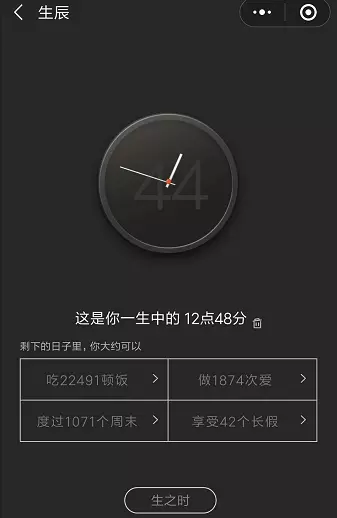 生辰
44
这是你一生中的 12点48分
剩下的日子里，你大约可以
吃22491顿饭
做1874次爱
度过1071个周末
享受42个长假
生之时